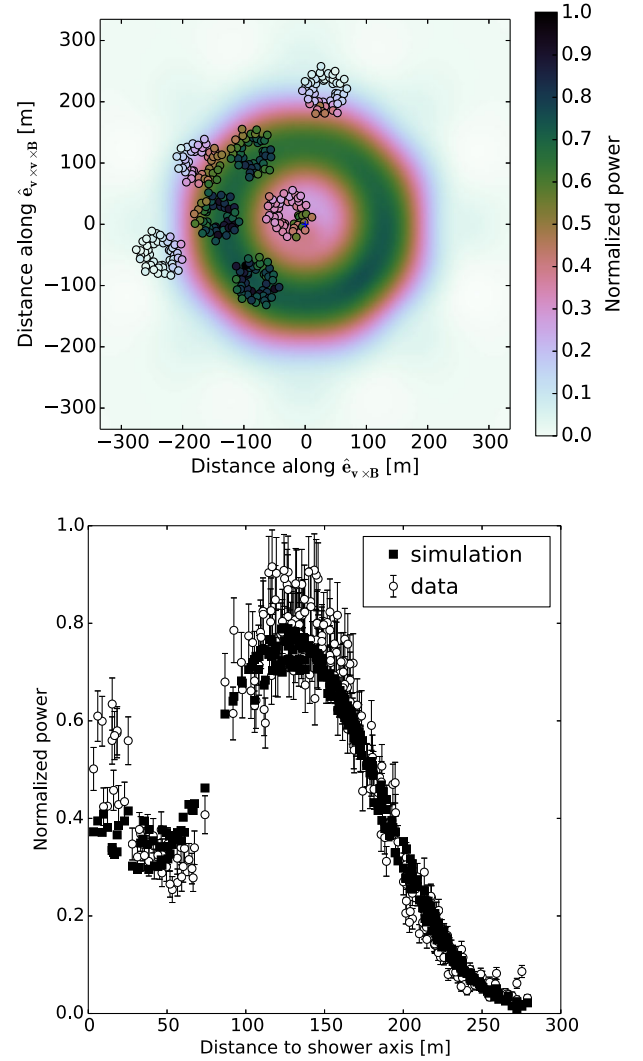 300
200
100
0
−100
−200
−300
−300 −200 −100 0 100 200 300
Distance along ê_{v×v×B} [m]
Distance along ê_{v×B} [m]
1.0
0.9
0.8
0.7
0.6
0.5
0.4
0.3
0.2
0.1
0.0
Normalized power
1.0
0.8
0.6
0.4
0.2
0.0
Normalized power
simulation
data
0 50 100 150 200 250 300
Distance to shower axis [m]